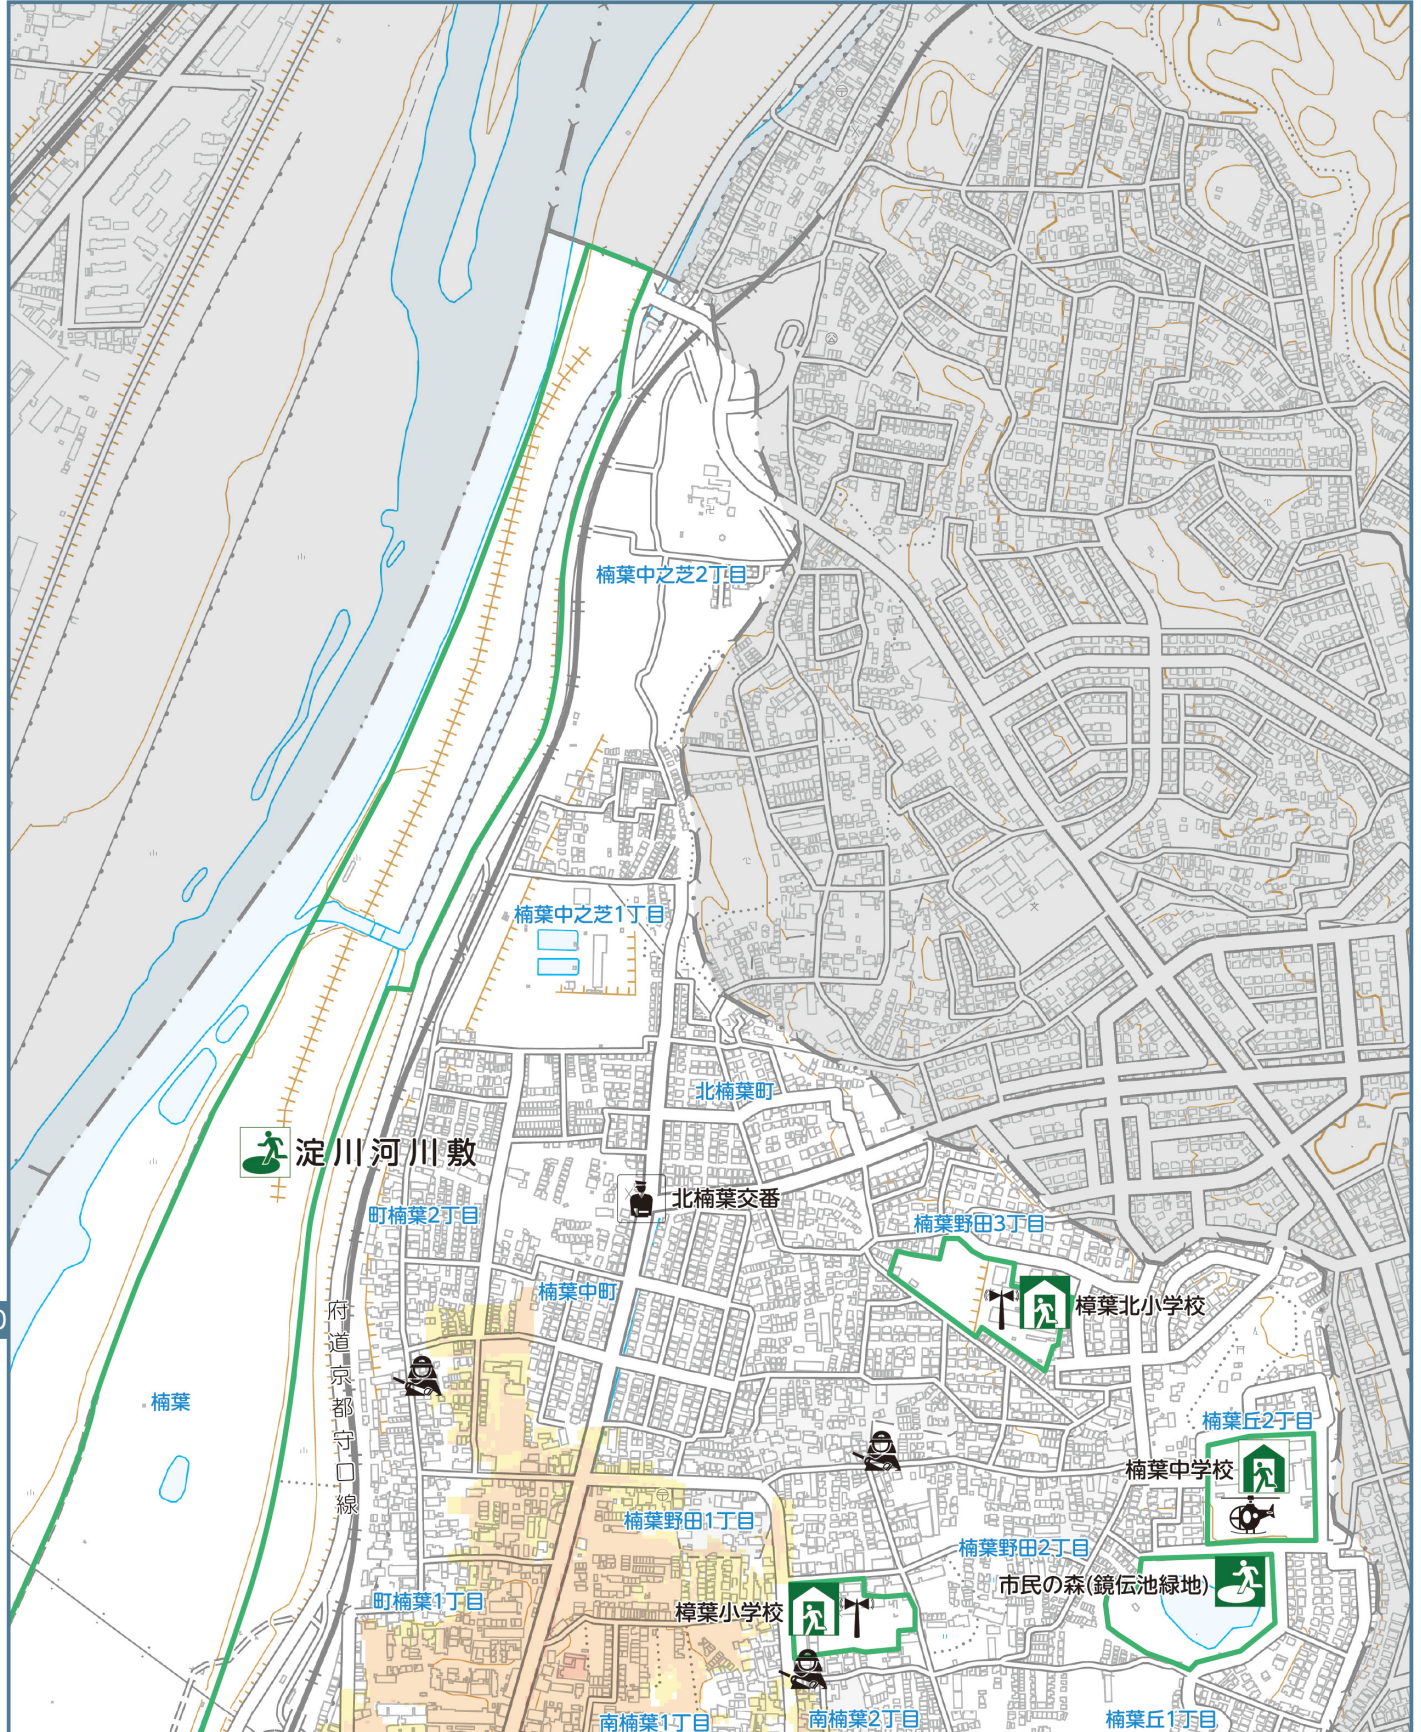 楠葉中之芝2丁目
楠葉中之芝1丁目
北楠葉町
淀川河川敷
町楠葉2丁目
北楠葉交番
楠葉野田3丁目
楠葉中町
樟葉北小学校
府道京都守口線
楠葉
楠葉丘2丁目
楠葉中学校
楠葉野田1丁目
楠葉野田2丁目
市民の森(鏡伝池緑地)
町楠葉1丁目
樟葉小学校
南楠葉1丁目
南楠葉2丁目
楠葉丘1丁目